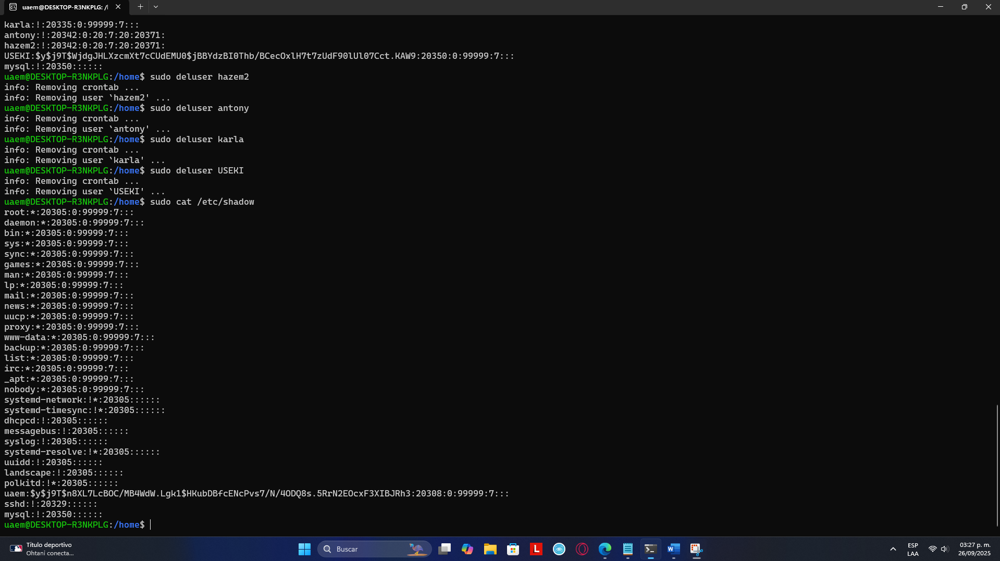 uaem@DESKTOP-R3NKPLG: /l
karla:!:20335:0:99999:7:::
antony:!:20342:0:20:7:20:20371:
hazem2:!:20342:0:20:7:20:20371:
USEKI:$y$j9T$WjdgJHLXzcmXt7cCUdEMU0$jBBYdzBI0Thb/BCecOxlH7t7zUdF90lUl07Cct.KAW9:20350:0:99999:7:::
mysql:!:20350::::::
uaem@DESKTOP-R3NKPLG:/home$ sudo deluser hazem2
info: Removing crontab ...
info: Removing user `hazem2' ...
uaem@DESKTOP-R3NKPLG:/home$ sudo deluser antony
info: Removing crontab ...
info: Removing user `antony' ...
uaem@DESKTOP-R3NKPLG:/home$ sudo deluser karla
info: Removing crontab ...
info: Removing user `karla' ...
uaem@DESKTOP-R3NKPLG:/home$ sudo deluser USEKI
info: Removing crontab ...
info: Removing user `USEKI' ...
uaem@DESKTOP-R3NKPLG:/home$ sudo cat /etc/shadow
root:*:20305:0:99999:7:::
daemon:*:20305:0:99999:7:::
bin:*:20305:0:99999:7:::
sys:*:20305:0:99999:7:::
sync:*:20305:0:99999:7:::
games:*:20305:0:99999:7:::
man:*:20305:0:99999:7:::
lp:*:20305:0:99999:7:::
mail:*:20305:0:99999:7:::
news:*:20305:0:99999:7:::
uucp:*:20305:0:99999:7:::
proxy:*:20305:0:99999:7:::
www-data:*:20305:0:99999:7:::
backup:*:20305:0:99999:7:::
list:*:20305:0:99999:7:::
irc:*:20305:0:99999:7:::
_apt:*:20305:0:99999:7:::
nobody:*:20305:0:99999:7:::
systemd-network:!*:20305::::::
systemd-timesync:!*:20305::::::
dhcpcd:!:20305::::::
messagebus:!:20305::::::
syslog:!:20305::::::
systemd-resolve:!*:20305::::::
uuidd:!:20305::::::
landscape:!:20305::::::
polkitd:!*:20305::::::
uaem:$y$j9T$n8XL7LcBOC/MB4WdW.Lgk1$HKubDBfcENcPvs7/N/4ODQ8s.5RrN2EOcxF3XIBJRh3:20308:0:99999:7:::
sshd:!:20329::::::
mysql:!:20350::::::
uaem@DESKTOP-R3NKPLG:/home$
Título deportivo
Ohtani conecta...
Buscar
ESP
LAA
03:27 p. m.
26/09/2025